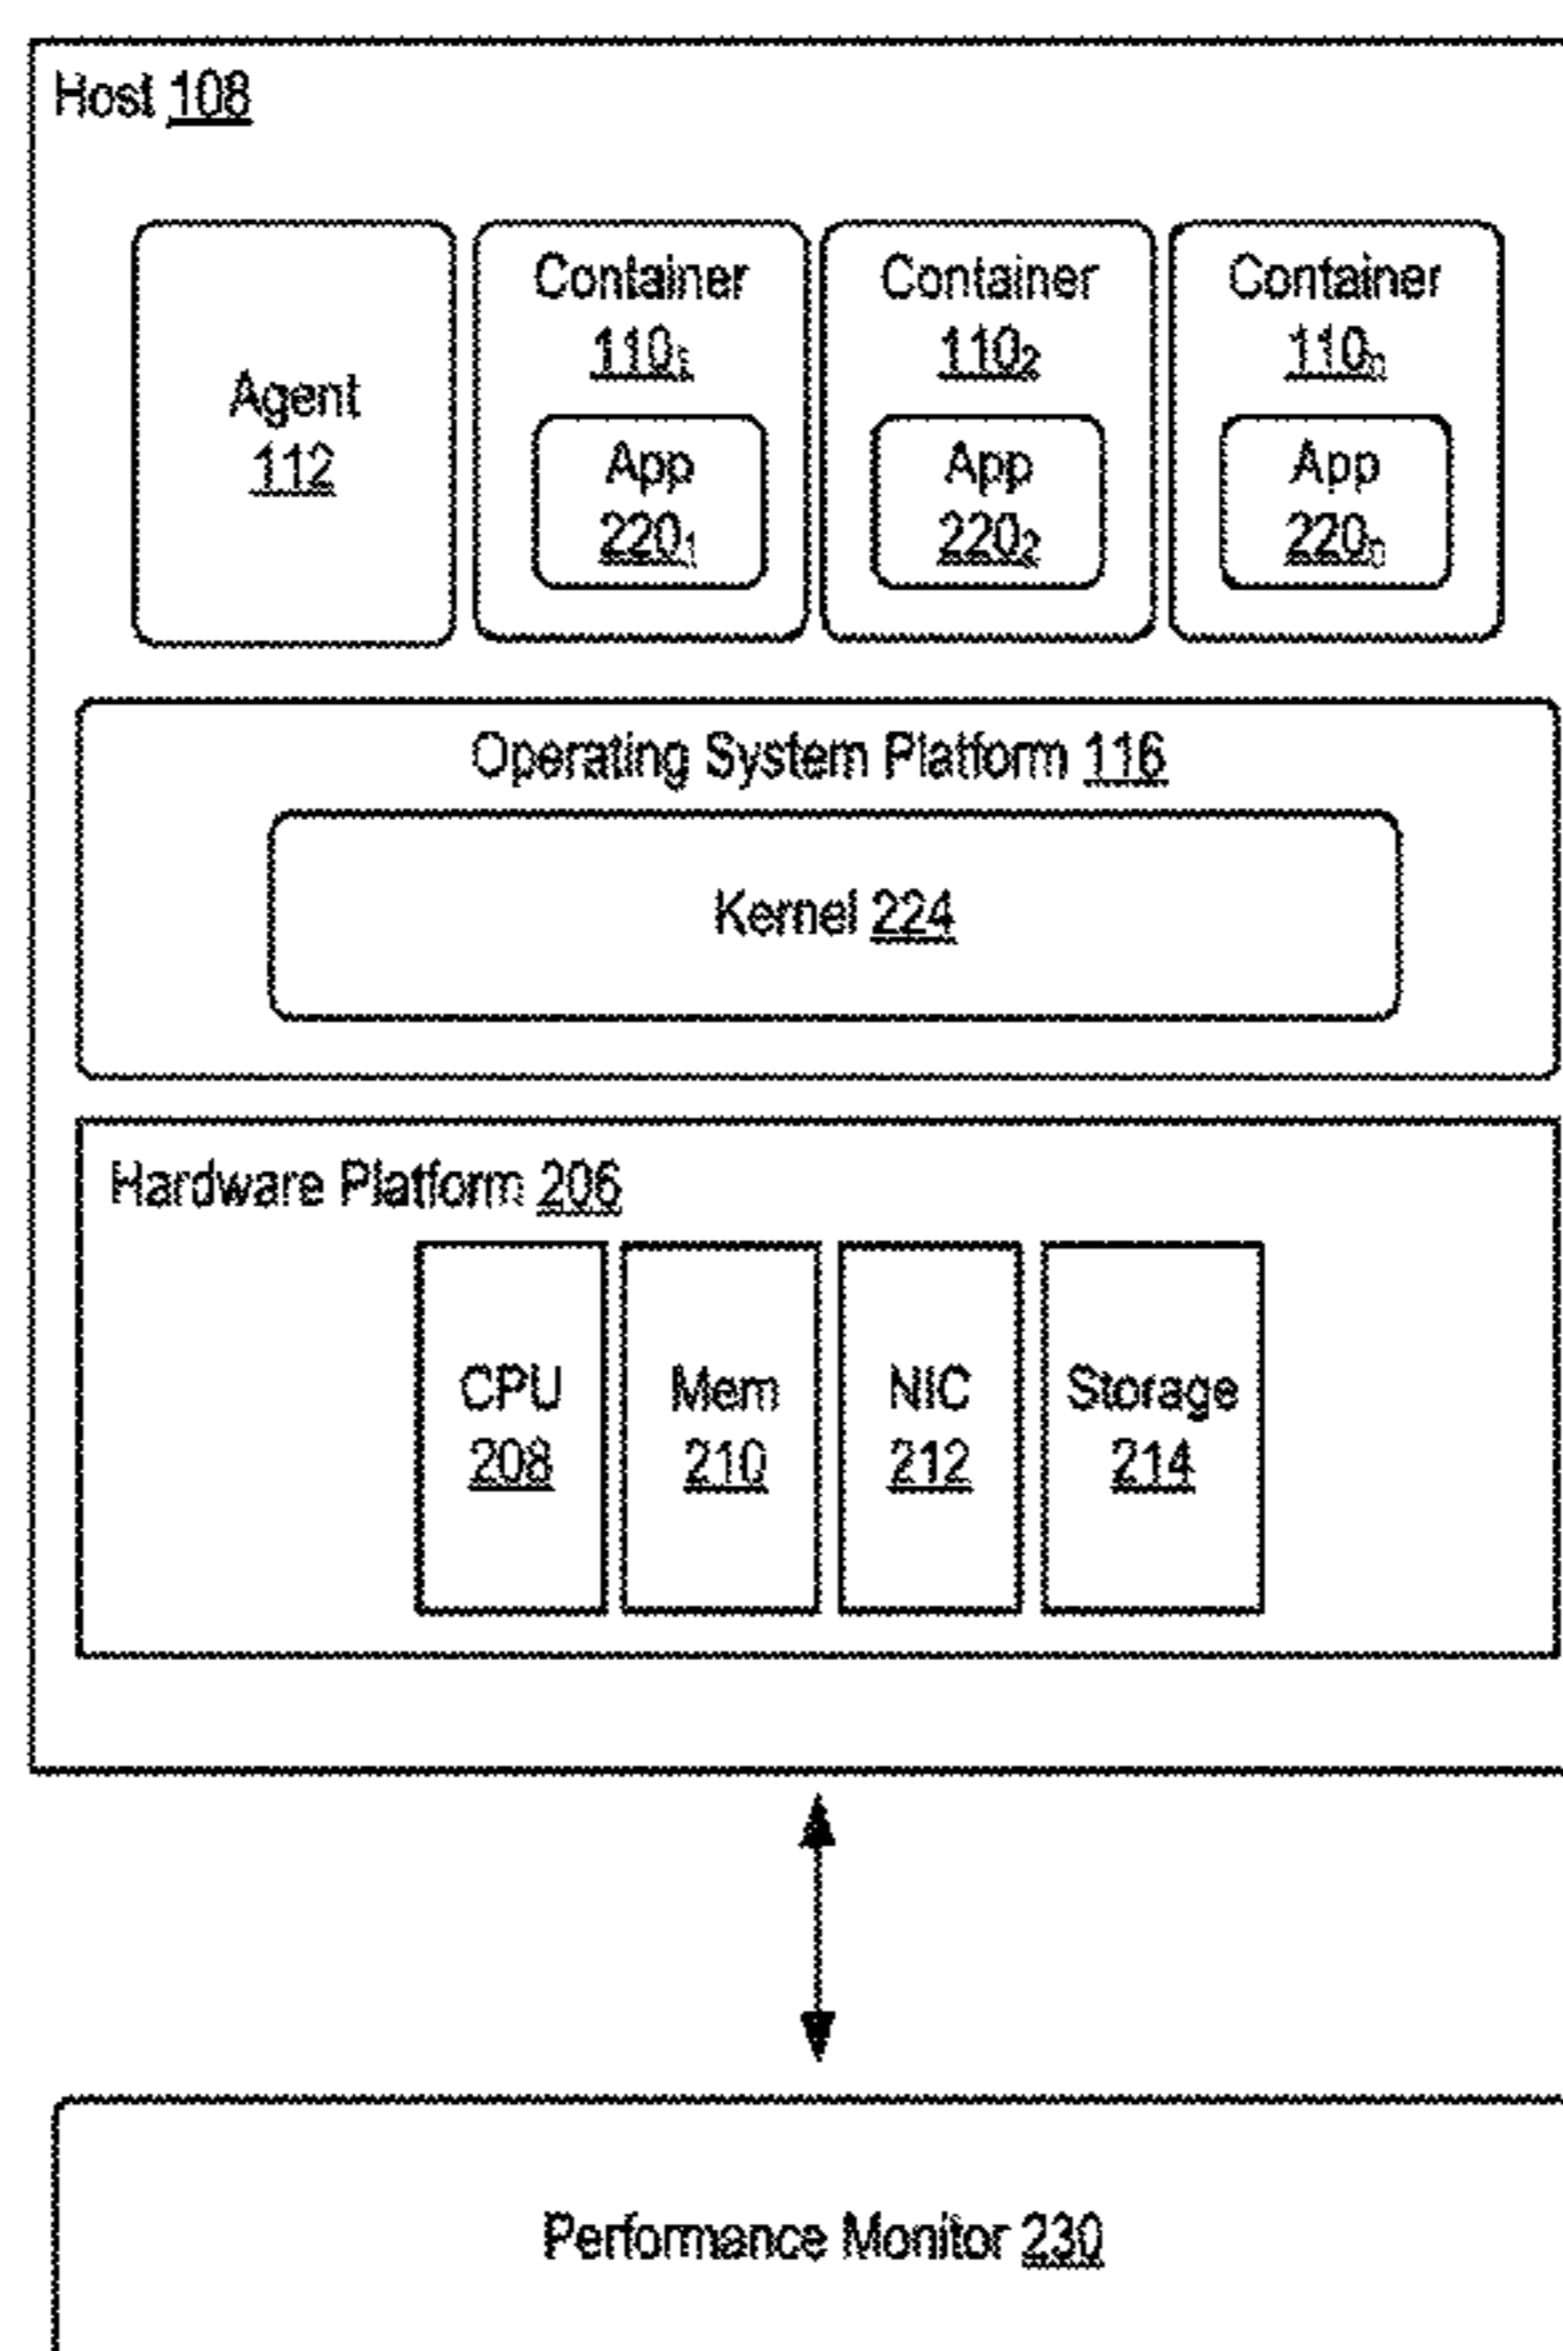 Host 108
Agent
112
Container
110₁
App
220₁
Container
110₂
App
220₂
Container
110ₙ
App
220ₙ
Operating System Platform 116
Kernel 224
Hardware Platform 206
CPU
208
Mem
210
NIC
212
Storage
214
Performance Monitor 230